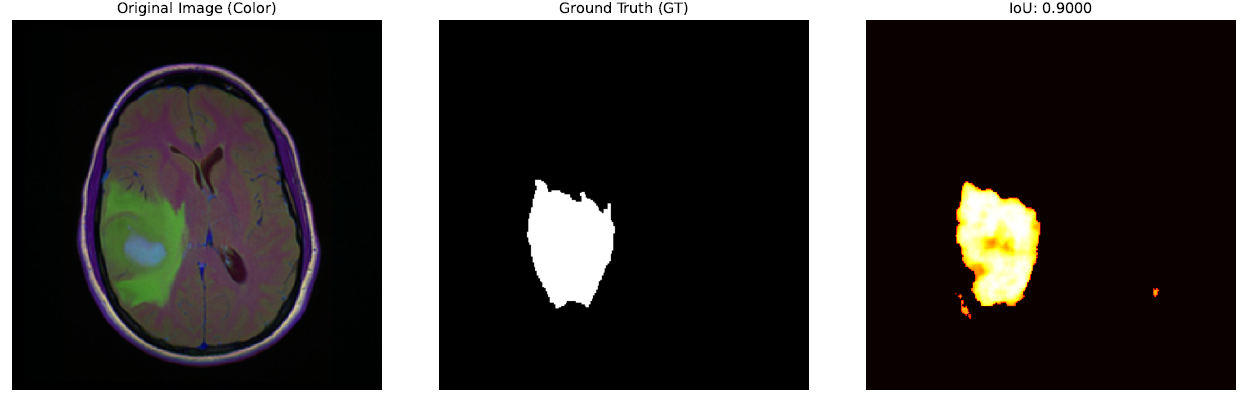 Original Image (Color)
Ground Truth (GT)
IoU: 0.9000